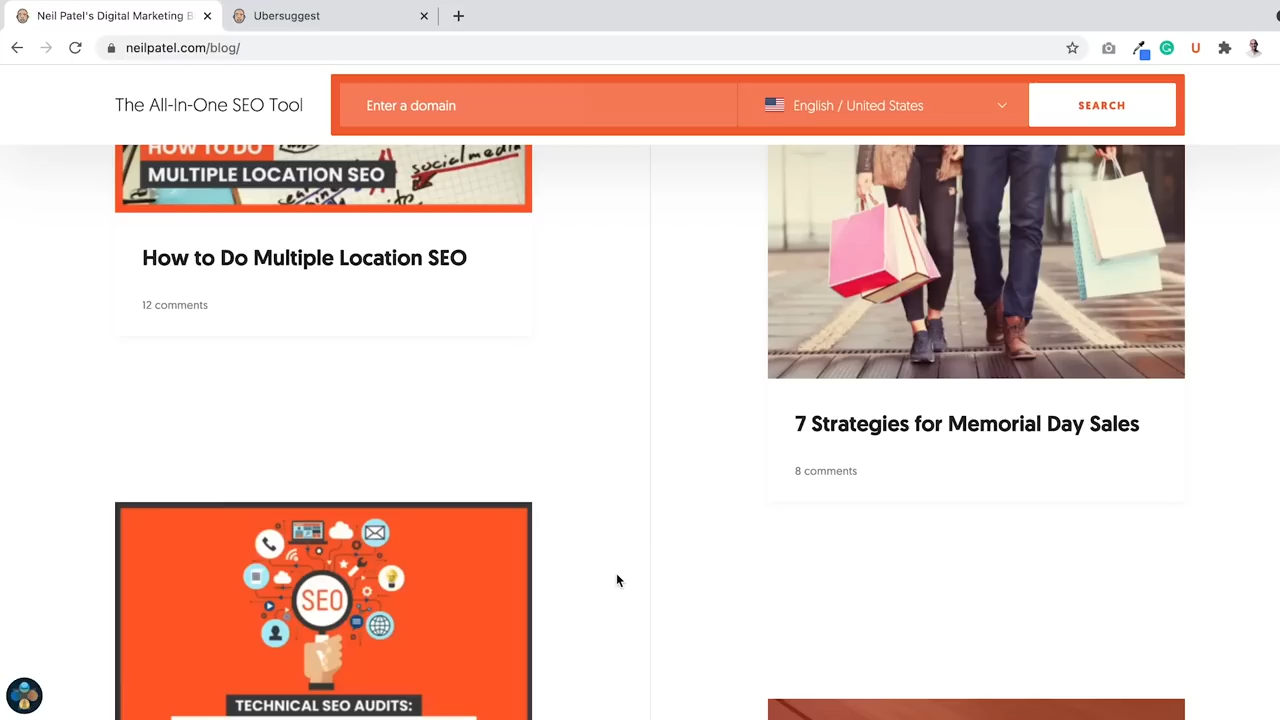 Neil Patel's Digital Marketing B
Ubersuggest
neilpatel.com/blog/
The All-In-One SEO Tool
Enter a domain
English / United States
SEARCH
HOW TO DO
MULTIPLE LOCATION SEO
social media
How to Do Multiple Location SEO
12 comments
7 Strategies for Memorial Day Sales
8 comments
SEO
TECHNICAL SEO AUDITS: